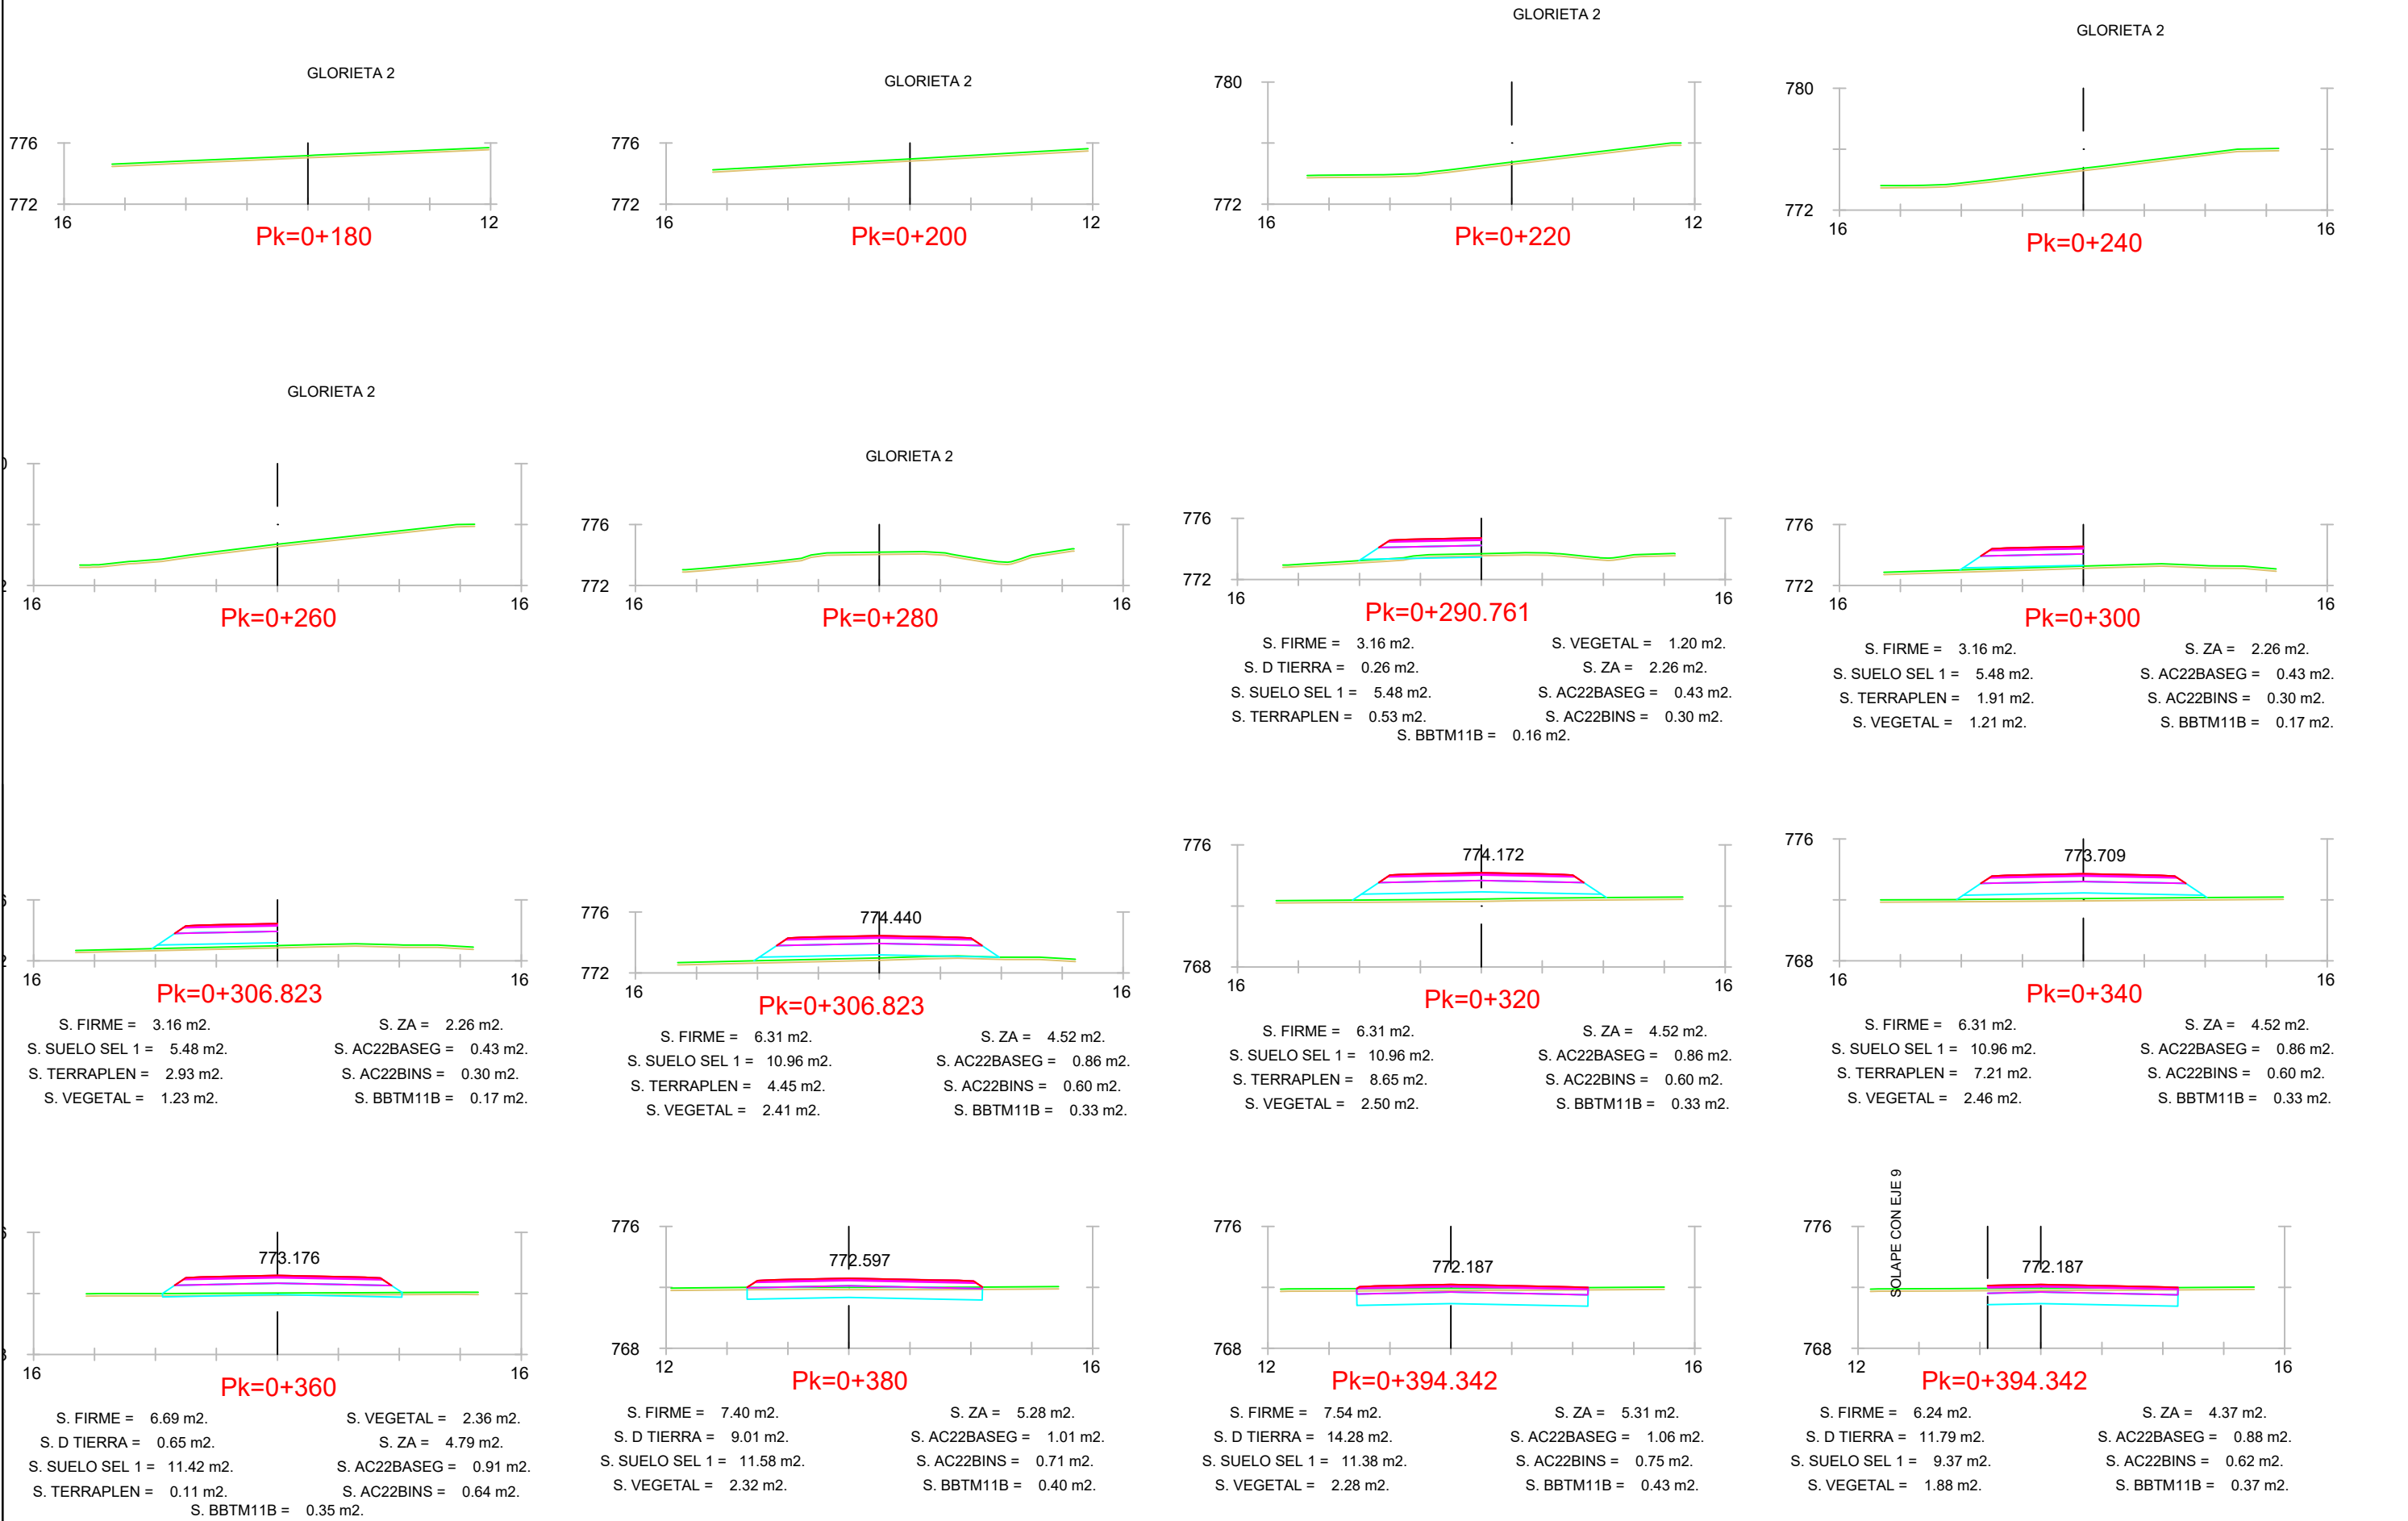 GLORIETA 2
776
772
16
12
Pk=0+180
GLORIETA 2
776
772
16
12
Pk=0+200
GLORIETA 2
780
772
16
12
Pk=0+220
GLORIETA 2
780
772
16
16
Pk=0+240
GLORIETA 2
16
16
Pk=0+260
GLORIETA 2
776
772
16
16
Pk=0+280
776
772
16
16
Pk=0+290.761
S. FIRME = 3.16 m2.
S. D TIERRA = 0.26 m2.
S. SUELO SEL 1 = 5.48 m2.
S. TERRAPLEN = 0.53 m2.
S. VEGETAL = 1.20 m2.
S. ZA = 2.26 m2.
S. AC22BASEG = 0.43 m2.
S. AC22BINS = 0.30 m2.
S. BBTM11B = 0.16 m2.
776
772
16
16
Pk=0+300
S. FIRME = 3.16 m2.
S. SUELO SEL 1 = 5.48 m2.
S. TERRAPLEN = 1.91 m2.
S. VEGETAL = 1.21 m2.
S. ZA = 2.26 m2.
S. AC22BASEG = 0.43 m2.
S. AC22BINS = 0.30 m2.
S. BBTM11B = 0.17 m2.
16
16
Pk=0+306.823
S. FIRME = 3.16 m2.
S. SUELO SEL 1 = 5.48 m2.
S. TERRAPLEN = 2.93 m2.
S. VEGETAL = 1.23 m2.
S. ZA = 2.26 m2.
S. AC22BASEG = 0.43 m2.
S. AC22BINS = 0.30 m2.
S. BBTM11B = 0.17 m2.
776
774.440
772
16
16
Pk=0+306.823
S. FIRME = 6.31 m2.
S. SUELO SEL 1 = 10.96 m2.
S. TERRAPLEN = 4.45 m2.
S. VEGETAL = 2.41 m2.
S. ZA = 4.52 m2.
S. AC22BASEG = 0.86 m2.
S. AC22BINS = 0.60 m2.
S. BBTM11B = 0.33 m2.
776
774.172
768
16
16
Pk=0+320
S. FIRME = 6.31 m2.
S. SUELO SEL 1 = 10.96 m2.
S. TERRAPLEN = 8.65 m2.
S. VEGETAL = 2.50 m2.
S. ZA = 4.52 m2.
S. AC22BASEG = 0.86 m2.
S. AC22BINS = 0.60 m2.
S. BBTM11B = 0.33 m2.
776
773.709
768
16
16
Pk=0+340
S. FIRME = 6.31 m2.
S. SUELO SEL 1 = 10.96 m2.
S. TERRAPLEN = 7.21 m2.
S. VEGETAL = 2.46 m2.
S. ZA = 4.52 m2.
S. AC22BASEG = 0.86 m2.
S. AC22BINS = 0.60 m2.
S. BBTM11B = 0.33 m2.
773.176
16
16
Pk=0+360
S. FIRME = 6.69 m2.
S. D TIERRA = 0.65 m2.
S. SUELO SEL 1 = 11.42 m2.
S. TERRAPLEN = 0.11 m2.
S. VEGETAL = 2.36 m2.
S. ZA = 4.79 m2.
S. AC22BASEG = 0.91 m2.
S. AC22BINS = 0.64 m2.
S. BBTM11B = 0.35 m2.
776
772.597
768
12
16
Pk=0+380
S. FIRME = 7.40 m2.
S. D TIERRA = 9.01 m2.
S. SUELO SEL 1 = 11.58 m2.
S. VEGETAL = 2.32 m2.
S. ZA = 5.28 m2.
S. AC22BASEG = 1.01 m2.
S. AC22BINS = 0.71 m2.
S. BBTM11B = 0.40 m2.
776
772.187
768
12
16
Pk=0+394.342
S. FIRME = 7.54 m2.
S. D TIERRA = 14.28 m2.
S. SUELO SEL 1 = 11.38 m2.
S. VEGETAL = 2.28 m2.
S. ZA = 5.31 m2.
S. AC22BASEG = 1.06 m2.
S. AC22BINS = 0.75 m2.
S. BBTM11B = 0.43 m2.
SOLAPE CON EJE 9
776
772.187
768
12
16
Pk=0+394.342
S. FIRME = 6.24 m2.
S. D TIERRA = 11.79 m2.
S. SUELO SEL 1 = 9.37 m2.
S. VEGETAL = 1.88 m2.
S. ZA = 4.37 m2.
S. AC22BASEG = 0.88 m2.
S. AC22BINS = 0.62 m2.
S. BBTM11B = 0.37 m2.